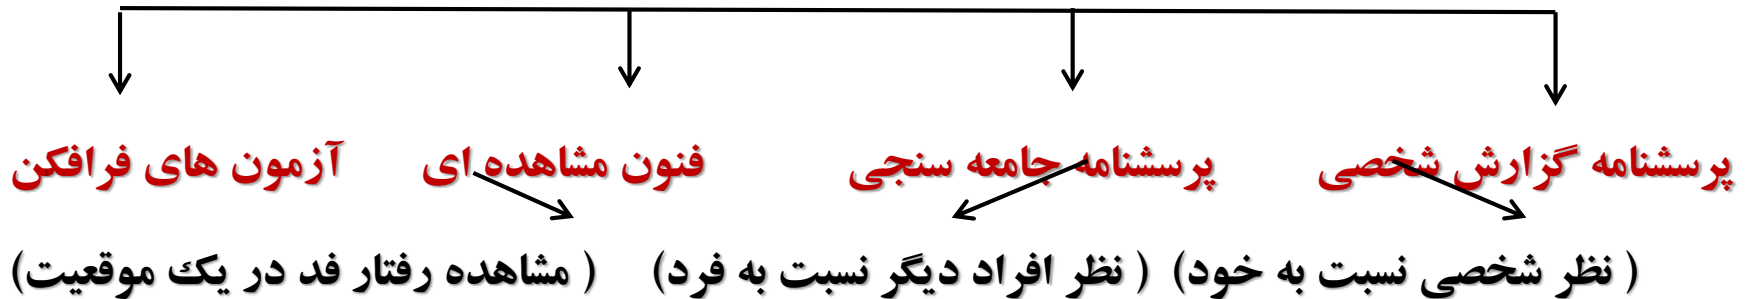 پرسشنامه گزارش شخصی پرسشنامه جامعه سنجی فنون مشاهده ای آزمون های فرافکن
( نظر شخصی نسبت به خود) ( نظر افراد دیگر نسبت به فرد) ( مشاهده رفتار فد در یک موقعیت)